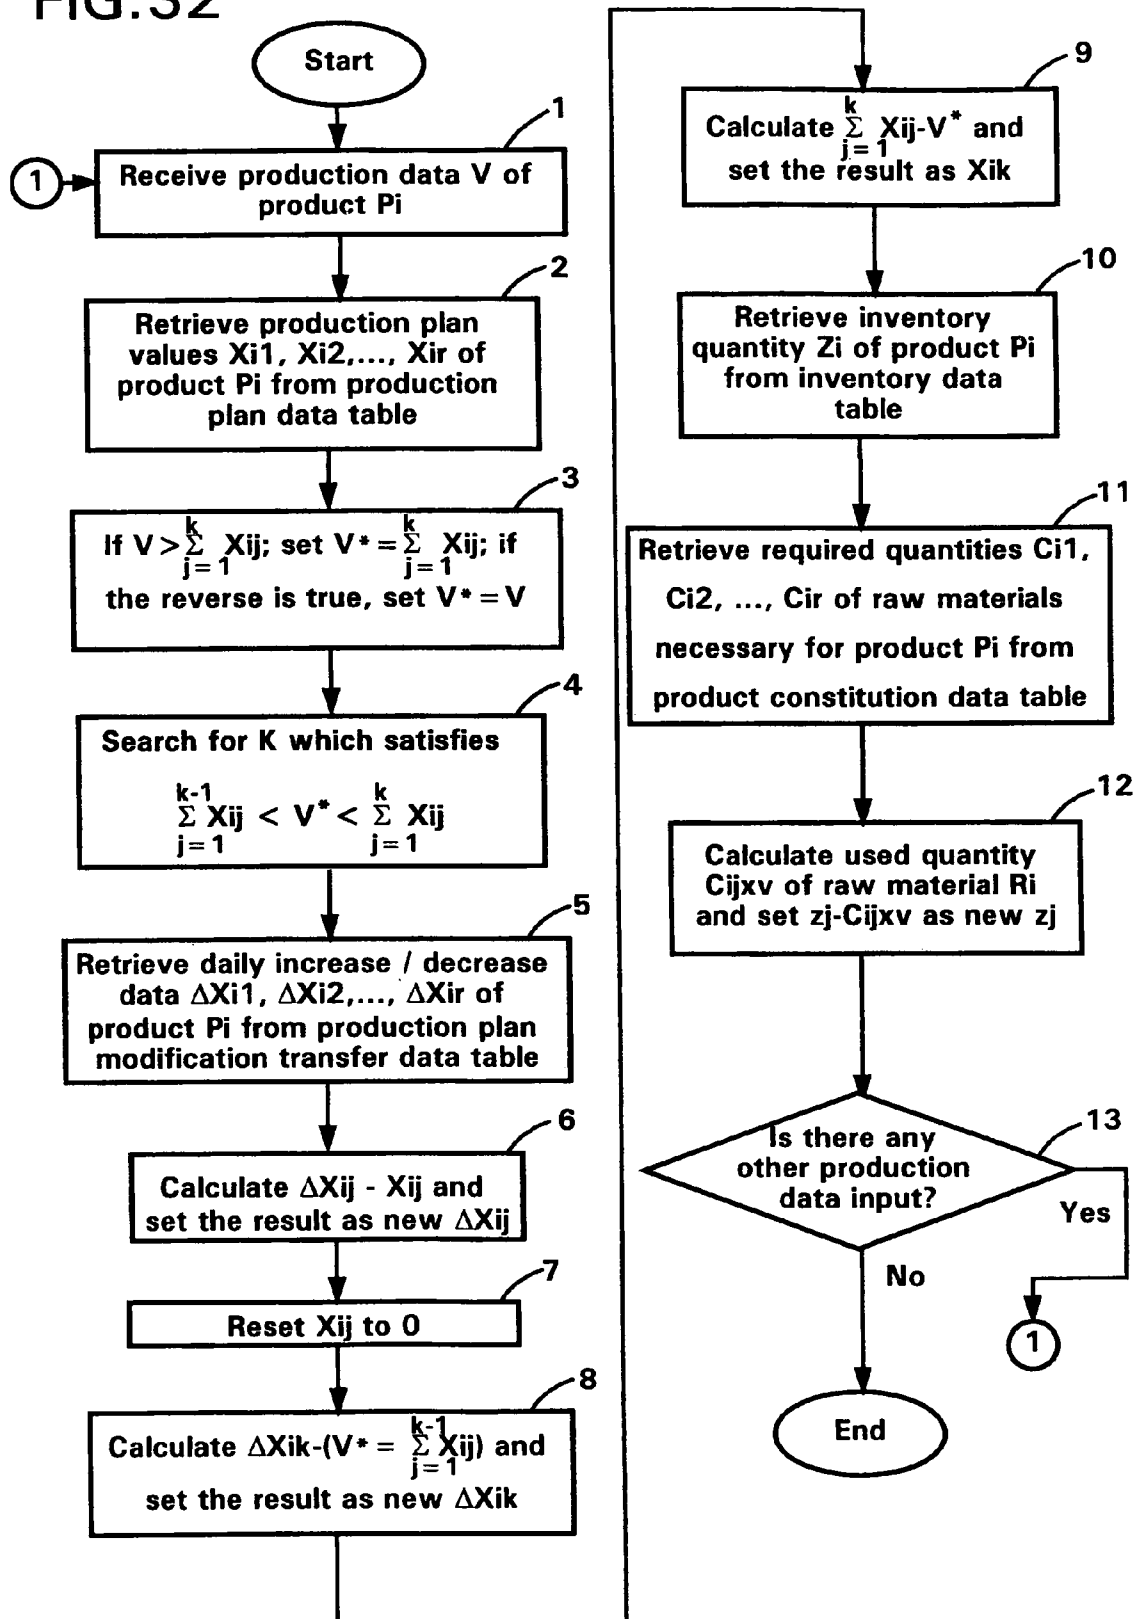 FIG.32
Start
1
1
Receive production data V of
product Pi
2
Retrieve production plan
values Xi1, Xi2,..., Xir of
product Pi from production
plan data table
3
If V > k Σ j=1 Xij; set V* = k Σ j=1 Xij; if
the reverse is true, set V* = V
4
Search for K which satisfies
k-1 Σ j=1 Xij < V* < k Σ j=1 Xij
5
Retrieve daily increase / decrease
data ΔXi1, ΔXi2,..., ΔXir of
product Pi from production plan
modification transfer data table
6
Calculate ΔXij - Xij and
set the result as new ΔXij
7
Reset Xij to 0
8
Calculate ΔXik-(V* = k-1 Σ j=1 Xij) and
set the result as new ΔXik
9
Calculate k Σ j=1 Xij-V* and
set the result as Xik
10
Retrieve inventory
quantity Zi of product Pi
from inventory data
table
11
Retrieve required quantities Ci1,
Ci2, ..., Cir of raw materials
necessary for product Pi from
product constitution data table
12
Calculate used quantity
Cijxv of raw material Ri
and set zj-Cijxv as new zj
13
Is there any
other production
data input?
Yes
No
1
End